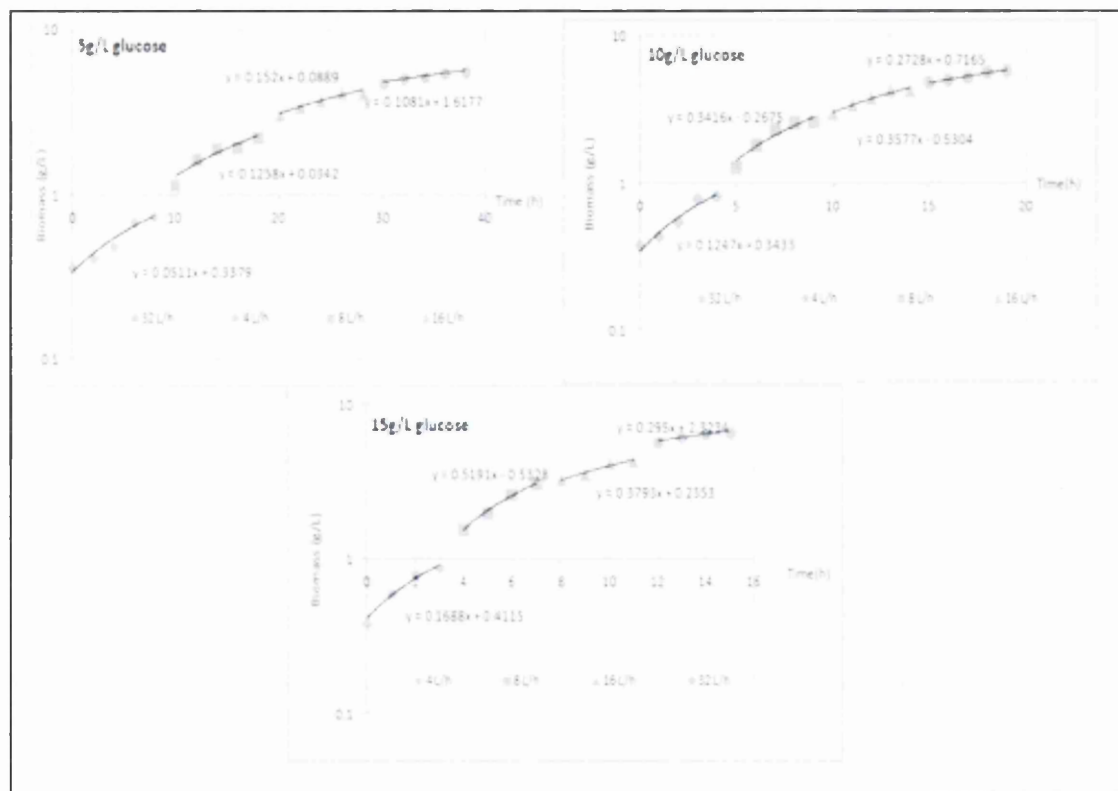 5g/L glucose
10
y = 0.152x + 0.0889
y = 0.1081x + 1.6177
Biomass (g/L)
y = 0.1258x + 0.0342
1
0
10
20
30
40
Time (h)
y = 0.0511x + 0.3379
32 L/h
4 L/h
8 L/h
16 L/h
0.1
10g/L glucose
10
y = 0.2728x + 0.7165
y = 0.3416x - 0.2675
y = 0.3577x - 0.5304
Biomass (g/L)
1
0
5
10
15
20
Time(h)
y = 0.1247x + 0.3435
32 L/h
4 L/h
8 L/h
16 L/h
0.1
15g/L glucose
10
y = 0.295x + 2.3234
y = 0.5191x - 0.5328
y = 0.3793x + 0.2353
Biomass (g/L)
1
0
2
4
6
8
10
12
14
16
Time(h)
y = 0.1688x + 0.4115
4 L/h
8 L/h
16 L/h
32 L/h
0.1